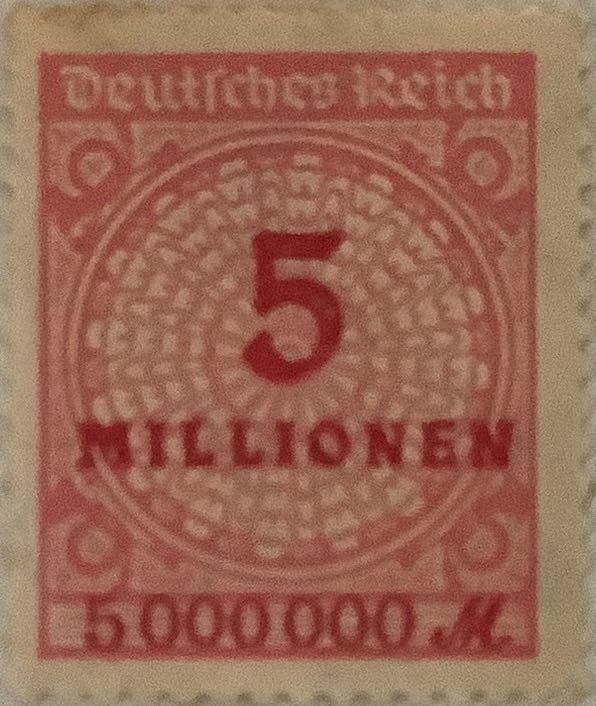 Deutsches Reich
5
MILLIONEN
5000000 M.